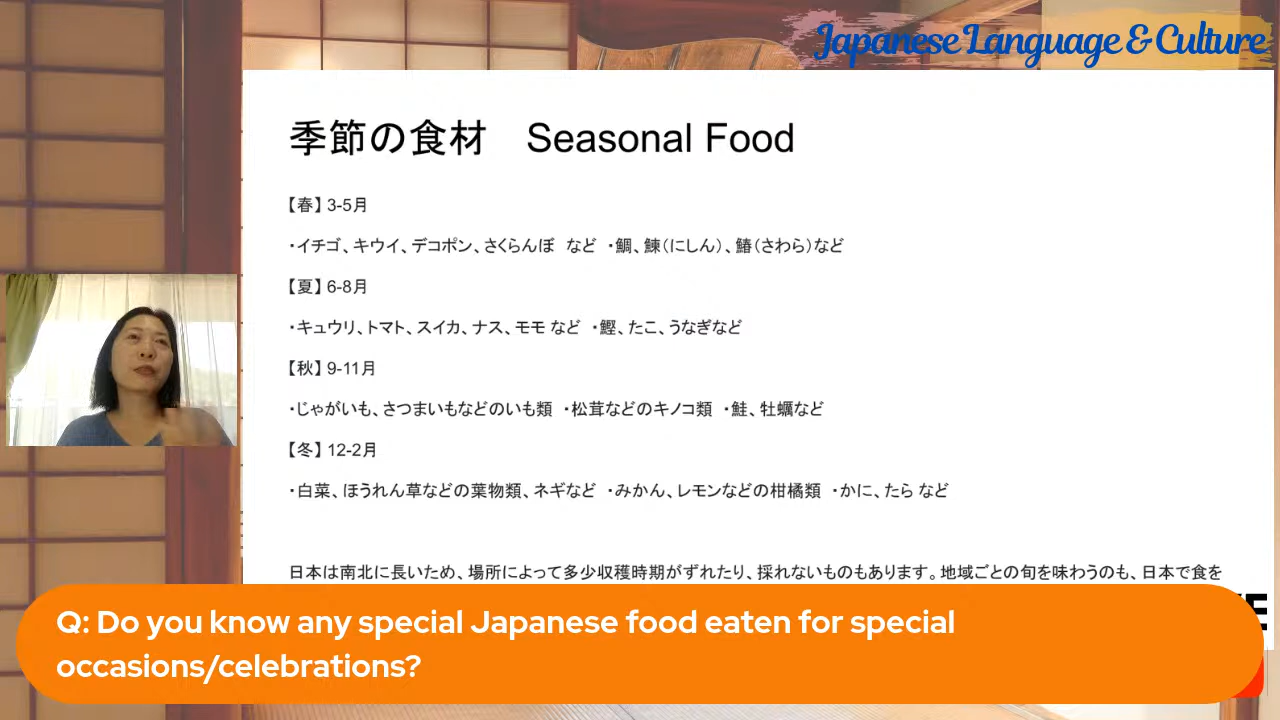 Japanese Language & Culture
季節の食材　Seasonal Food
【春】 3-5月
・イチゴ、キウイ、デコポン、さくらんぼ など ・鯛、鰊（にしん）、鰆（さわら）など
【夏】 6-8月
・キュウリ、トマト、スイカ、ナス、モモ など ・鰹、たこ、うなぎなど
【秋】 9-11月
・じゃがいも、さつまいもなどのいも類 ・松茸などのキノコ類 ・鮭、牡蠣など
【冬】 12-2月
・白菜、ほうれん草などの葉物類、ネギなど ・みかん、レモンなどの柑橘類 ・かに、たら など
日本は南北に長いため、場所によって多少収穫時期がずれたり、採れないものもあります。地域ごとの旬を味わうのも、日本で食を
Q: Do you know any special Japanese food eaten for special
occasions/celebrations?